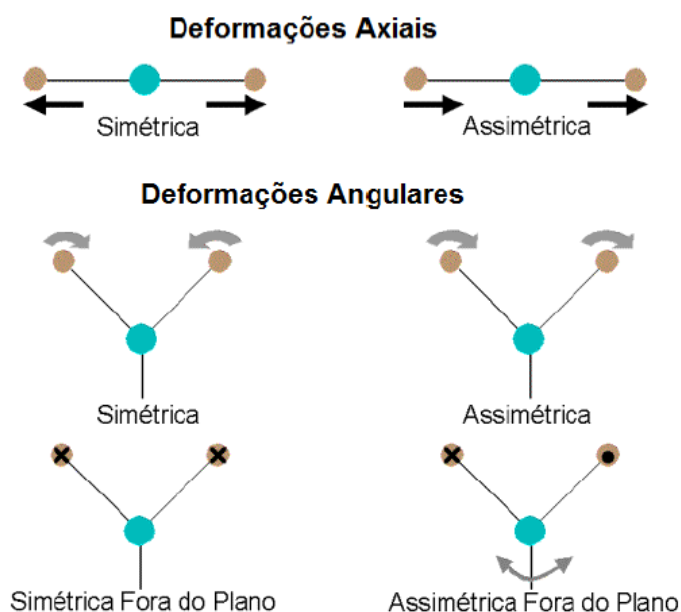 Deformações Axiais
Simétrica
Assimétrica
Deformações Angulares
Simétrica
Assimétrica
Simétrica Fora do Plano
Assimétrica Fora do Plano